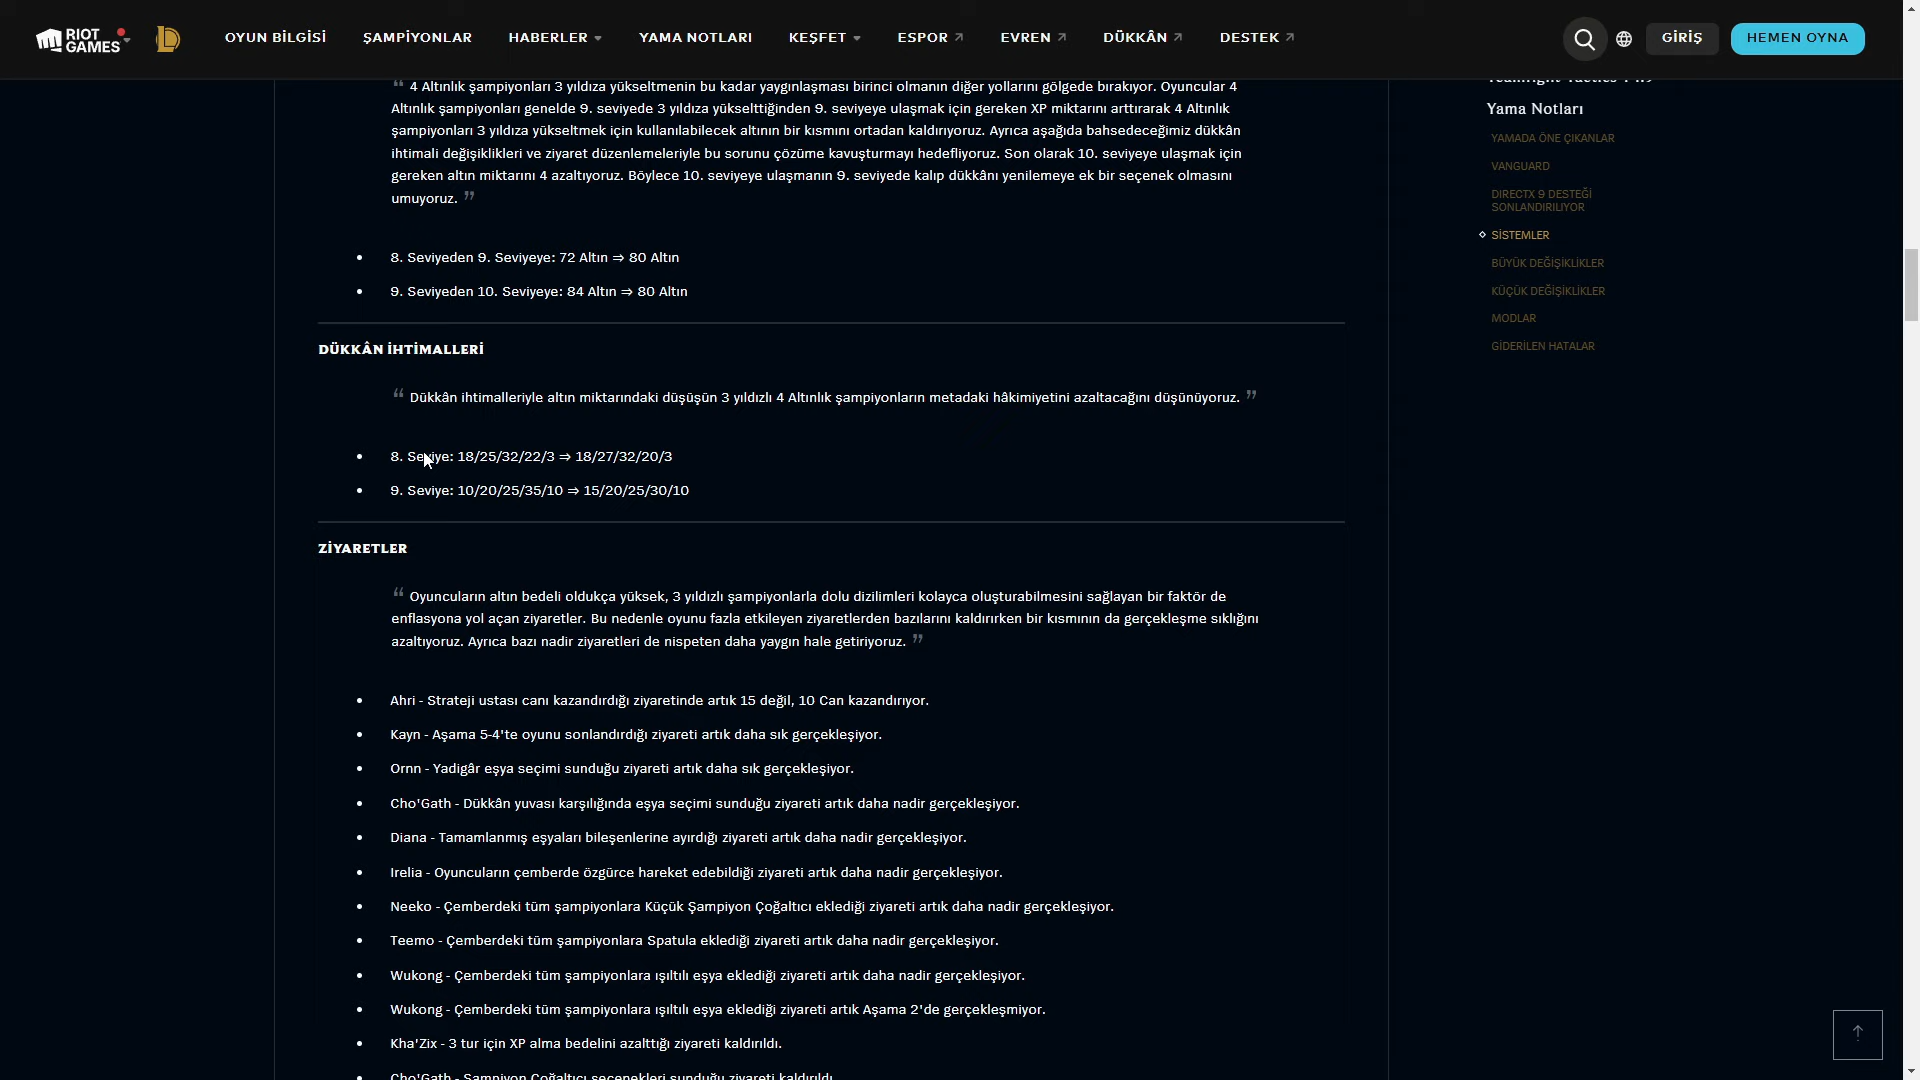 RIOT GAMES
OYUN BİLGİSİ
ŞAMPİYONLAR
HABERLER
YAMA NOTLARI
KEŞFET
ESPOR
EVREN
DÜKKÂN
DESTEK
GİRİŞ
HEMEN OYNA
“ 4 Altınlık şampiyonları 3 yıldıza yükseltmenin bu kadar yaygınlaşması birinci olmanın diğer yollarını gölgede bırakıyor. Oyuncular 4
Altınlık şampiyonları genelde 9. seviyede 3 yıldıza yükselttiğinden 9. seviyeye ulaşmak için gereken XP miktarını arttırarak 4 Altınlık
şampiyonları 3 yıldıza yükseltmek için kullanılabilecek altının bir kısmını ortadan kaldırıyoruz. Ayrıca aşağıda bahsedeceğimiz dükkân
ihtimali değişiklikleri ve ziyaret düzenlemeleriyle bu sorunu çözüme kavuşturmayı hedefliyoruz. Son olarak 10. seviyeye ulaşmak için
gereken altın miktarını 4 azaltıyoruz. Böylece 10. seviyeye ulaşmanın 9. seviyede kalıp dükkânı yenilemeye ek bir seçenek olmasını
umuyoruz. ”
• 8. Seviyeden 9. Seviyeye: 72 Altın ⇒ 80 Altın
• 9. Seviyeden 10. Seviyeye: 84 Altın ⇒ 80 Altın
DÜKKÂN İHTİMALLERİ
“ Dükkân ihtimalleriyle altın miktarındaki düşüşün 3 yıldızlı 4 Altınlık şampiyonların metadaki hâkimiyetini azaltacağını düşünüyoruz. ”
• 8. Seviye: 18/25/32/22/3 ⇒ 18/27/32/20/3
• 9. Seviye: 10/20/25/35/10 ⇒ 15/20/25/30/10
ZİYARETLER
“ Oyuncuların altın bedeli oldukça yüksek, 3 yıldızlı şampiyonlarla dolu dizilimleri kolayca oluşturabilmesini sağlayan bir faktör de
enflasyona yol açan ziyaretler. Bu nedenle oyunu fazla etkileyen ziyaretlerden bazılarını kaldırırken bir kısmının da gerçekleşme sıklığını
azaltıyoruz. Ayrıca bazı nadir ziyaretleri de nispeten daha yaygın hale getiriyoruz. ”
• Ahri - Strateji ustası canı kazandırdığı ziyaretinde artık 15 değil, 10 Can kazandırıyor.
• Kayn - Aşama 5-4'te oyunu sonlandırdığı ziyareti artık daha sık gerçekleşiyor.
• Ornn - Yadigâr eşya seçimi sunduğu ziyareti artık daha sık gerçekleşiyor.
• Cho'Gath - Dükkân yuvası karşılığında eşya seçimi sunduğu ziyareti artık daha nadir gerçekleşiyor.
• Diana - Tamamlanmış eşyaları bileşenlerine ayırdığı ziyareti artık daha nadir gerçekleşiyor.
• Irelia - Oyuncuların çemberde özgürce hareket edebildiği ziyareti artık daha nadir gerçekleşiyor.
• Neeko - Çemberdeki tüm şampiyonlara Küçük Şampiyon Çoğaltıcı eklediği ziyareti artık daha nadir gerçekleşiyor.
• Teemo - Çemberdeki tüm şampiyonlara Spatula eklediği ziyareti artık daha nadir gerçekleşiyor.
• Wukong - Çemberdeki tüm şampiyonlara ışıltılı eşya eklediği ziyareti artık daha nadir gerçekleşiyor.
• Wukong - Çemberdeki tüm şampiyonlara ışıltılı eşya eklediği ziyareti artık Aşama 2'de gerçekleşmiyor.
• Kha'Zix - 3 tur için XP alma bedelini azalttığı ziyareti kaldırıldı.
• Cho'Gath - Şampiyon Çoğaltıcı seçenekleri sunduğu ziyareti kaldırıldı.
Teamfight Tactics 14.9
Yama Notları
YAMADA ÖNE ÇIKANLAR
VANGUARD
DIRECTX 9 DESTEĞİ
SONLANDIRILIYOR
SİSTEMLER
BÜYÜK DEĞİŞİKLİKLER
KÜÇÜK DEĞİŞİKLİKLER
MODLAR
GİDERİLEN HATALAR